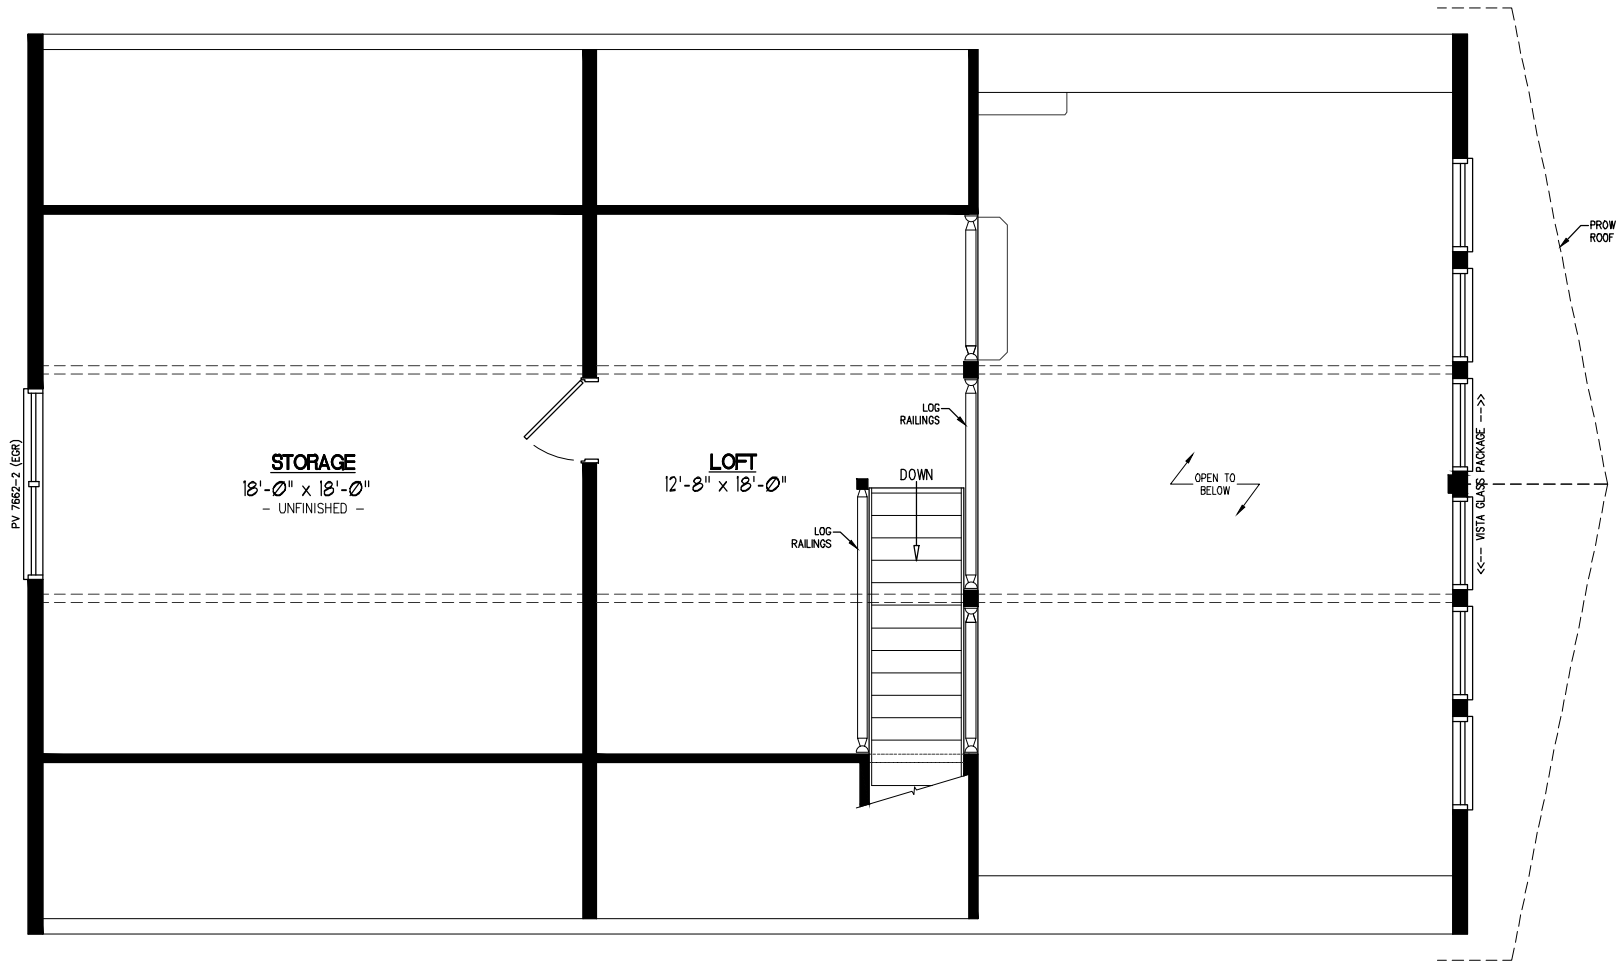 PROW
ROOF
LOG
RAILINGS
PV 7662-2 (EGR)
STORAGE
18'-0" x 18'-0"
- UNFINISHED -
LOFT
12'-8" x 18'-0"
DOWN
OPEN TO
BELOW
<<--- VISTA GLASS PACKAGE --->>
LOG
RAILINGS